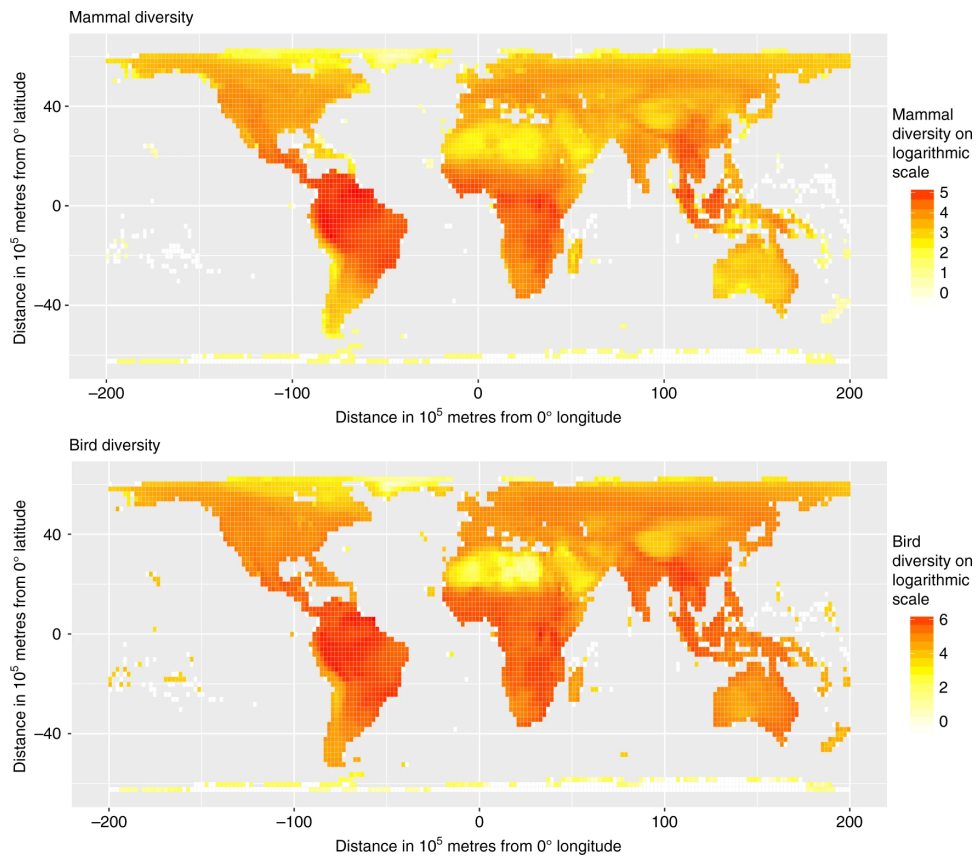 Mammal diversity
Distance in 10⁵ metres from 0° latitude
40
0
−40
−200
−100
0
100
200
Distance in 10⁵ metres from 0° longitude
Mammal
diversity on
logarithmic
scale
5
4
3
2
1
0
Bird diversity
Distance in 10⁵ metres from 0° latitude
40
0
−40
−200
−100
0
100
200
Distance in 10⁵ metres from 0° longitude
Bird
diversity on
logarithmic
scale
6
4
2
0